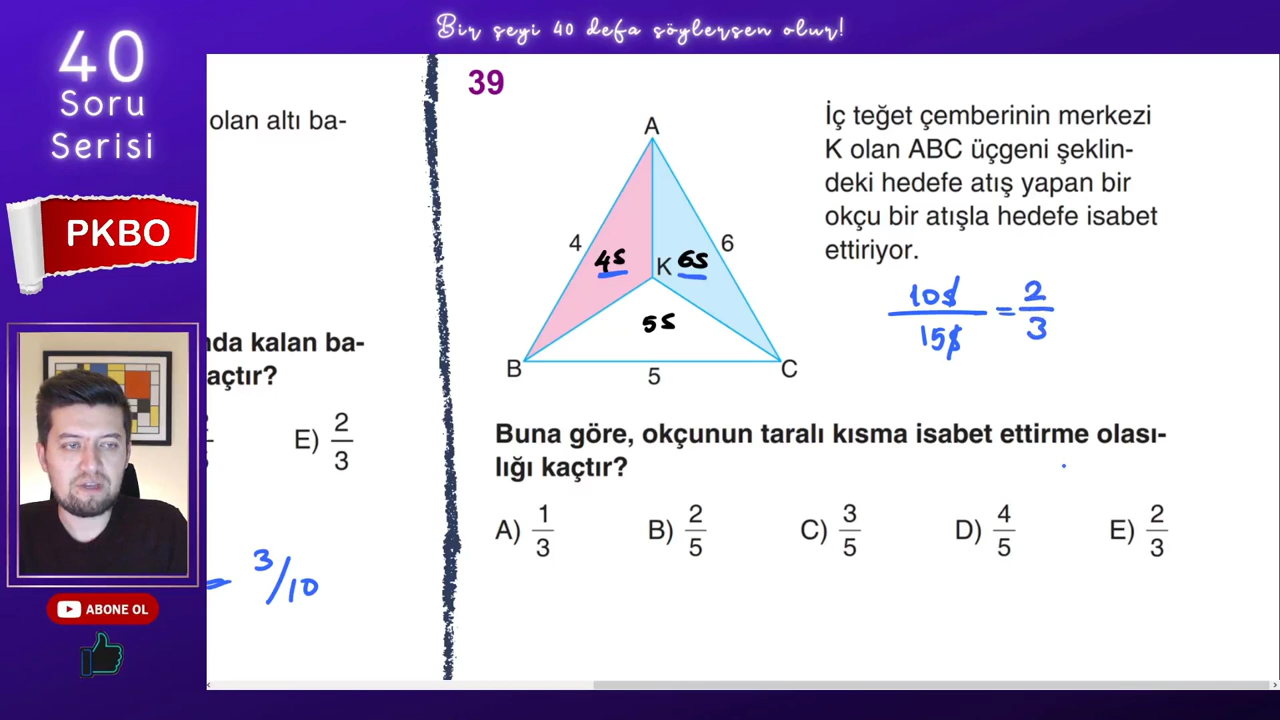 Bir şeyi 40 defa söylersen olur!
40
Soru
Serisi
PKBO
ABONE OL
olan altı ba-
nda kalan ba-
açtır?
E) 2/3
= 3/10
39
A
4
6
4S
K
6S
5S
B
C
5
İç teğet çemberinin merkezi
K olan ABC üçgeni şeklin-
deki hedefe atış yapan bir
okçu bir atışla hedefe isabet
ettiriyor.
10S/15S = 2/3
Buna göre, okçunun taralı kısma isabet ettirme olası-
lığı kaçtır?
A) 1/3 B) 2/5 C) 3/5 D) 4/5 E) 2/3